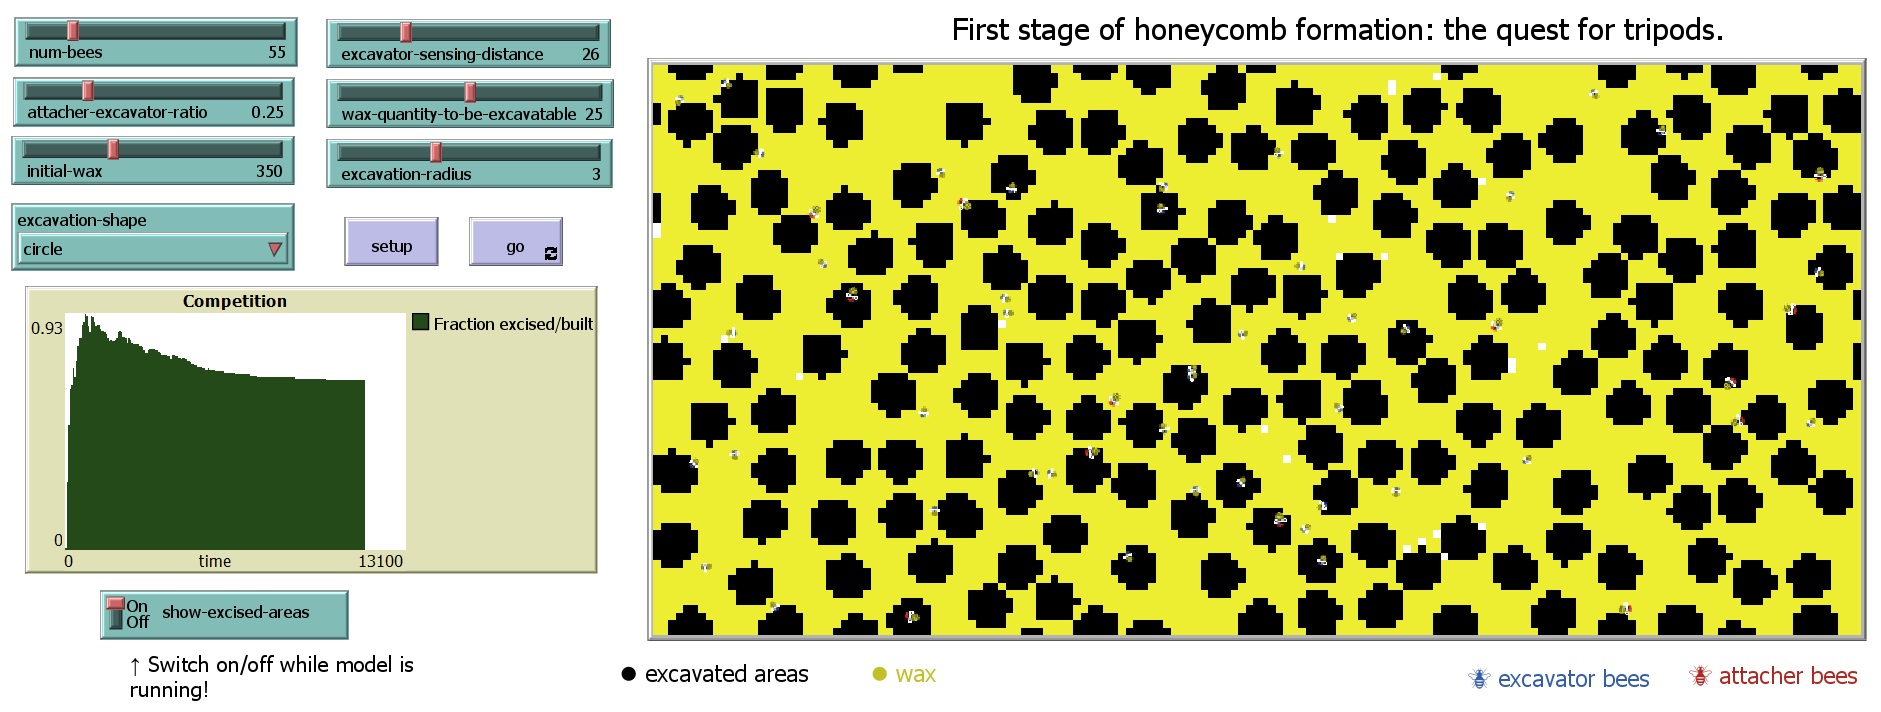 num-bees 55
attacher-excavator-ratio 0.25
initial-wax 350
excavator-sensing-distance 26
wax-quantity-to-be-excavatable 25
excavation-radius 3
excavation-shape
circle
setup
go
Competition
0.93
0
0 time 13100
Fraction excised/built
On
Off
show-excised-areas
↑ Switch on/off while model is
running!
First stage of honeycomb formation: the quest for tripods.
excavated areas
wax
excavator bees
attacher bees